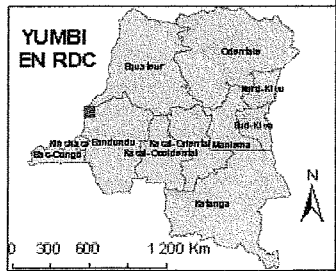 YUMBI
EN RDC
Equateur
Orientale
Nord-Kivu
Sud-Kivu
Kinshasa
Bandundu
Kasai-Oriental
Maniema
Bas-Congo
Kasai-Occidental
Katanga
N
0 300 600 1 200 Km